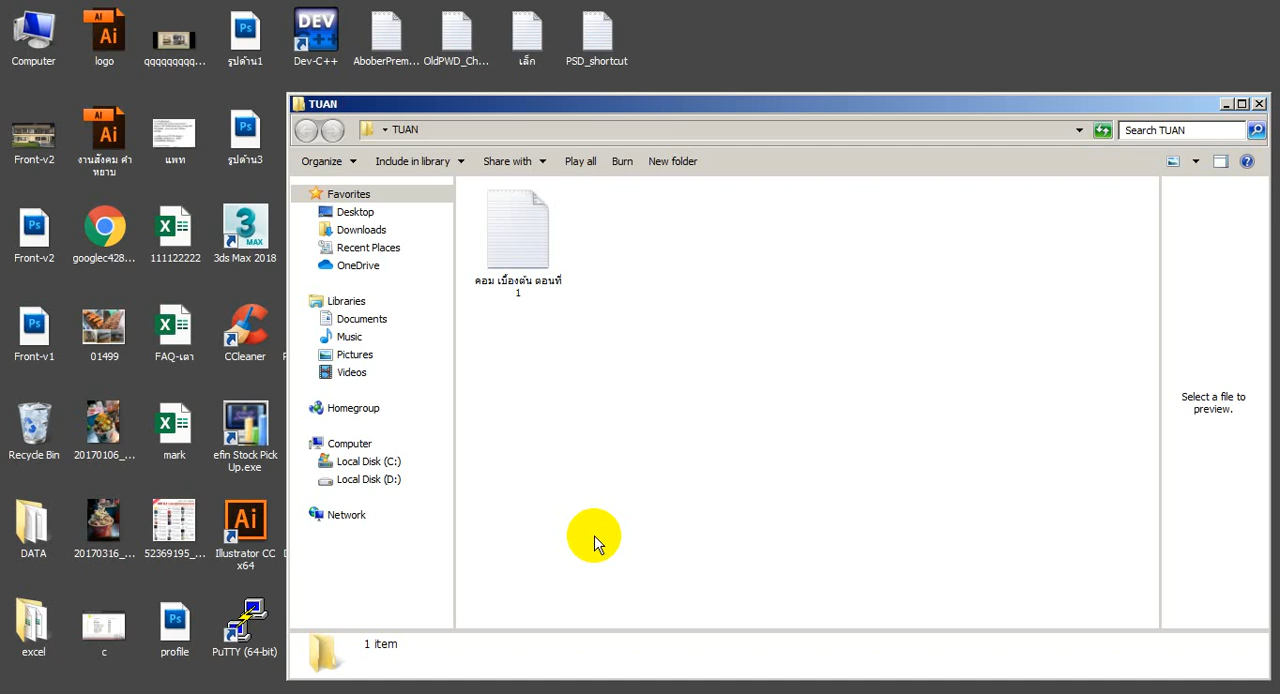 Computer
logo
qqqqqqqqq...
รูปด้าน1
Dev-C++
AboberPrem...
OldPWD_Ch...
เล็ก
PSD_shortcut
Front-v2
งานสังคม คำ
หยาบ
แพท
รูปด้าน3
Front-v2
googlec428...
111122222
3ds Max 2018
Front-v1
01499
FAQ-เตา
CCleaner
Recycle Bin
20170106_...
mark
efin Stock Pick
Up.exe
DATA
20170316_...
52369195_...
Illustrator CC
x64
excel
c
profile
PuTTY (64-bit)
TUAN
TUAN
Search TUAN
Organize
Include in library
Share with
Play all
Burn
New folder
Favorites
Desktop
Downloads
Recent Places
OneDrive
Libraries
Documents
Music
Pictures
Videos
Homegroup
Computer
Local Disk (C:)
Local Disk (D:)
Network
คอม เบื้องต้น ตอนที่
1
Select a file to
preview.
1 item